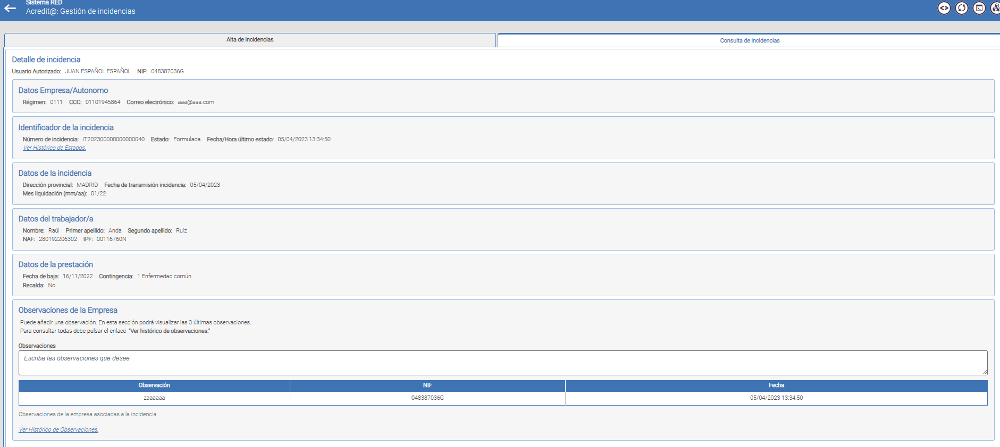 Sistema RED
Acredit@: Gestión de incidencias
Alta de incidencias
Consulta de incidencias
Detalle de incidencia
Usuario Autorizado: JUAN ESPAÑOL ESPAÑOL NIF: 048387036G
Datos Empresa/Autonomo
Régimen: 0111 CCC: 01101945864 Correo electrónico: aaa@aaa.com
Identificador de la incidencia
Número de incidencia: IT202300000000000040 Estado: Formulada Fecha/Hora último estado: 05/04/2023 13:34:50
Ver Histórico de Estados.
Datos de la incidencia
Dirección provincial: MADRID Fecha de transmisión incidencia: 05/04/2023
Mes liquidación (mm/aa): 01/22
Datos del trabajador/a
Nombre: Raúl Primer apellido: Anda Segundo apellido: Ruiz
NAF: 280192206302 IPF: 00116760N
Datos de la prestación
Fecha de baja: 16/11/2022 Contingencia: 1 Enfermedad común
Recaída: No
Observaciones de la Empresa
Puede añadir una observación. En esta sección podrá visualizar las 3 últimas observaciones.
Para consultar todas debe pulsar el enlace "Ver histórico de observaciones."
Observaciones
Escriba las observaciones que desee
Observación NIF Fecha
zaaaaaa 048387036G 05/04/2023 13:34:50
Observaciones de la empresa asociadas a la incidencia
Ver Histórico de Observaciones.